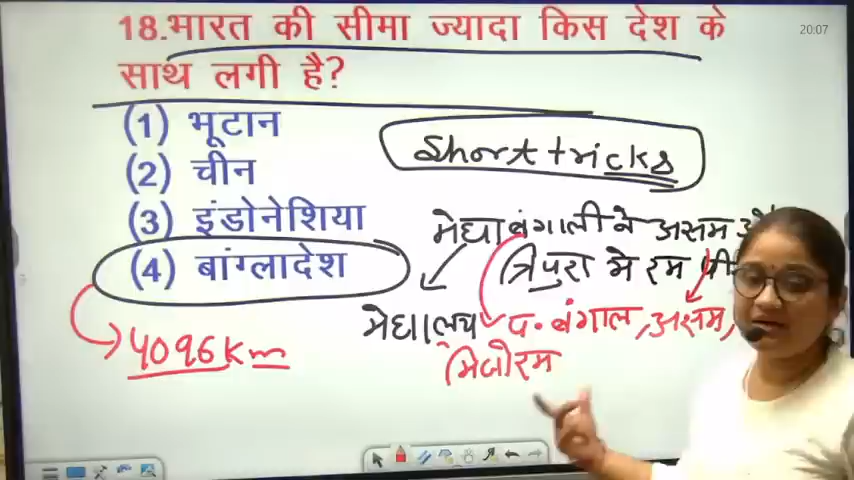 18.भारत की सीमा ज्यादा किस देश के
साथ लगी है?
(1) भूटान
(2) चीन
(3) इंडोनेशिया
(4) बांग्लादेश
4096 km
Short tricks
मेघा बंगाली ने असम
त्रिपुरा मे रम पी
मेघालय प. बंगाल, असम,
मिजोरम
20:07